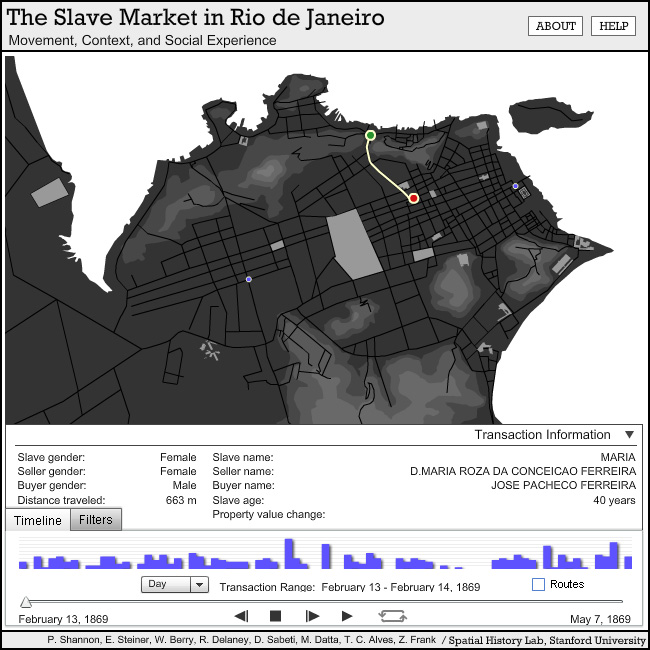 The Slave Market in Rio de Janeiro
Movement, Context, and Social Experience
ABOUT HELP
Transaction Information
Slave gender: Female Slave name: MARIA
Seller gender: Female Seller name: D.MARIA ROZA DA CONCEICAO FERREIRA
Buyer gender: Male Buyer name: JOSE PACHECO FERREIRA
Distance traveled: 663 m Slave age: 40 years
Property value change:
Timeline Filters
Day Transaction Range: February 13 - February 14, 1869 Routes
February 13, 1869 May 7, 1869
P. Shannon, E. Steiner, W. Berry, R. Delaney, D. Sabeti, M. Datta, T. C. Alves, Z. Frank / Spatial History Lab, Stanford University